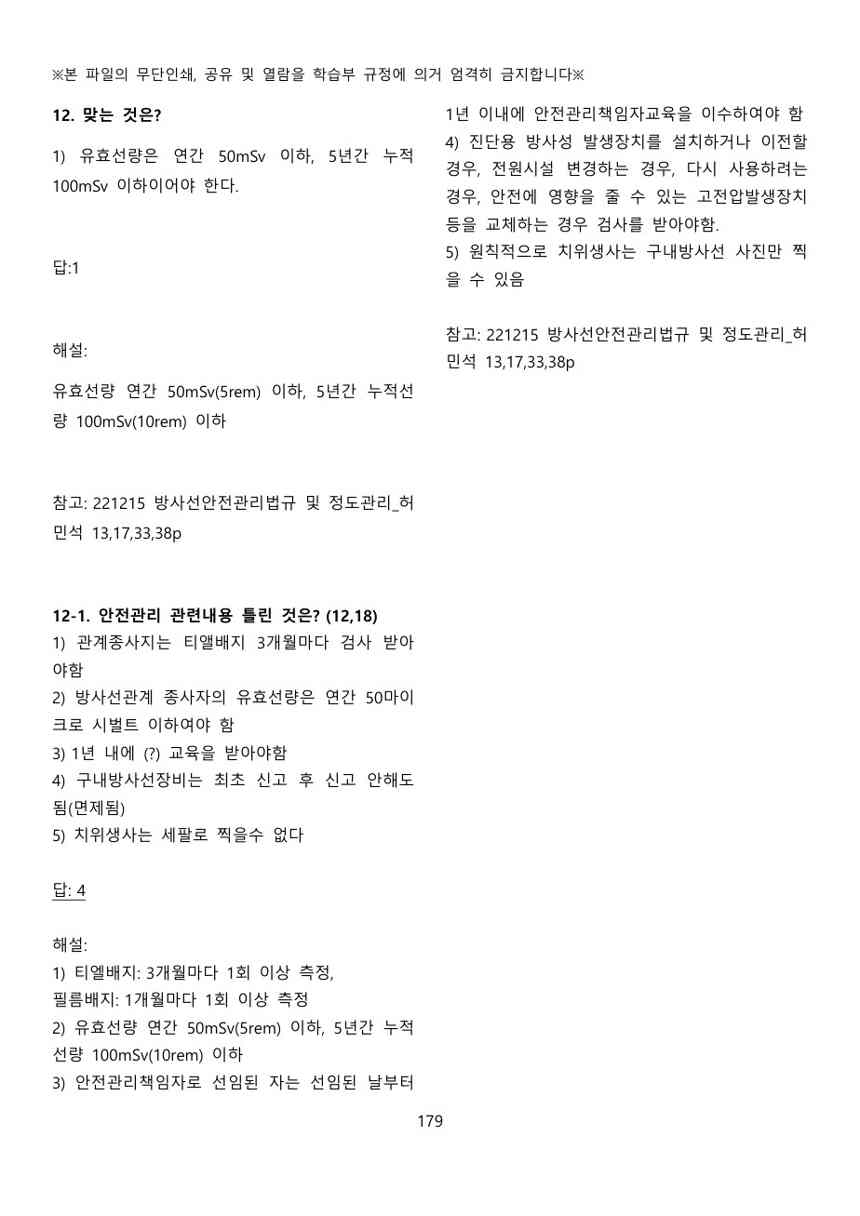 ※본 파일의 무단인쇄, 공유 및 열람을 학습부 규정에 의거 엄격히 금지합니다※
12. 맞는 것은?
1) 유효선량은 연간 50mSv 이하, 5년간 누적
100mSv 이하이어야 한다.
답:1
해설:
유효선량 연간 50mSv(5rem) 이하, 5년간 누적선
량 100mSv(10rem) 이하
참고: 221215 방사선안전관리법규 및 정도관리_허
민석 13,17,33,38p
12-1. 안전관리 관련내용 틀린 것은? (12,18)
1) 관계종사지는 티앨배지 3개월마다 검사 받아
야함
2) 방사선관계 종사자의 유효선량은 연간 50마이
크로 시벌트 이하여야 함
3) 1년 내에 (?) 교육을 받아야함
4) 구내방사선장비는 최초 신고 후 신고 안해도
됨(면제됨)
5) 치위생사는 세팔로 찍을수 없다
답: 4
해설:
1) 티엘배지: 3개월마다 1회 이상 측정,
필름배지: 1개월마다 1회 이상 측정
2) 유효선량 연간 50mSv(5rem) 이하, 5년간 누적
선량 100mSv(10rem) 이하
3) 안전관리책임자로 선임된 자는 선임된 날부터
1년 이내에 안전관리책임자교육을 이수하여야 함
4) 진단용 방사성 발생장치를 설치하거나 이전할
경우, 전원시설 변경하는 경우, 다시 사용하려는
경우, 안전에 영향을 줄 수 있는 고전압발생장치
등을 교체하는 경우 검사를 받아야함.
5) 원칙적으로 치위생사는 구내방사선 사진만 찍
을 수 있음
참고: 221215 방사선안전관리법규 및 정도관리_허
민석 13,17,33,38p
179